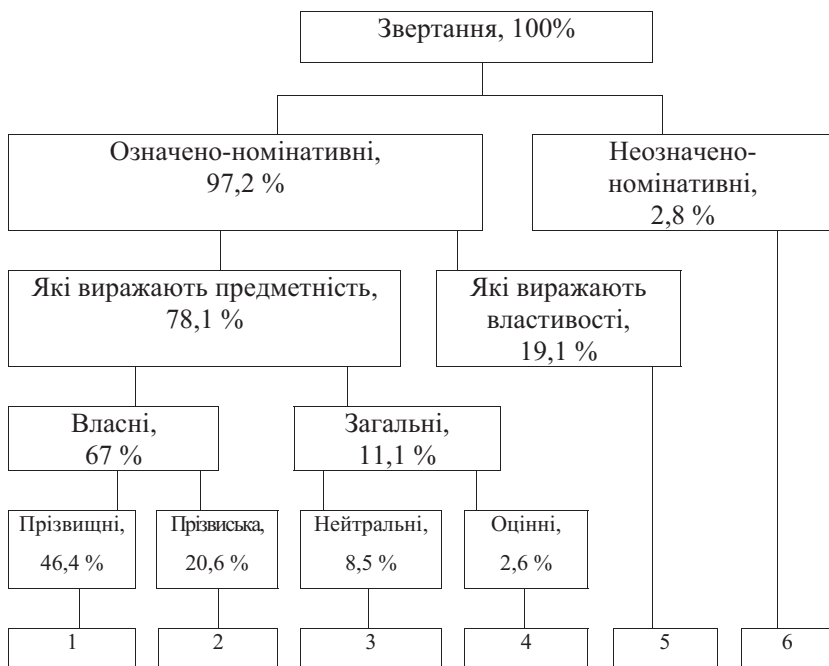 Звертання, 100%
Означено-номінативні,
97,2 %
Неозначено-
номінативні,
2,8 %
Які виражають предметність,
78,1 %
Які виражають
властивості,
19,1 %
Власні,
67 %
Загальні,
11,1 %
Прізвищні,
46,4 %
Прізвиська,
20,6 %
Нейтральні,
8,5 %
Оцінні,
2,6 %
1
2
3
4
5
6